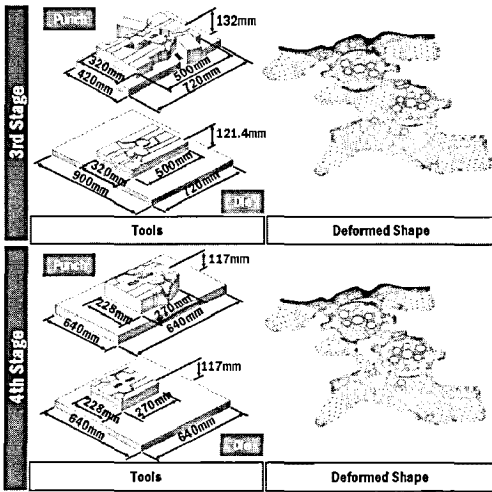 3rd Stage
Punch
132mm
320mm
420mm
500mm
720mm
121.4mm
320mm
500mm
900mm
720mm
Die
Tools
Deformed Shape
4th Stage
Punch
117mm
228mm
270mm
640mm
640mm
117mm
228mm
270mm
640mm
640mm
Tools
Deformed Shape